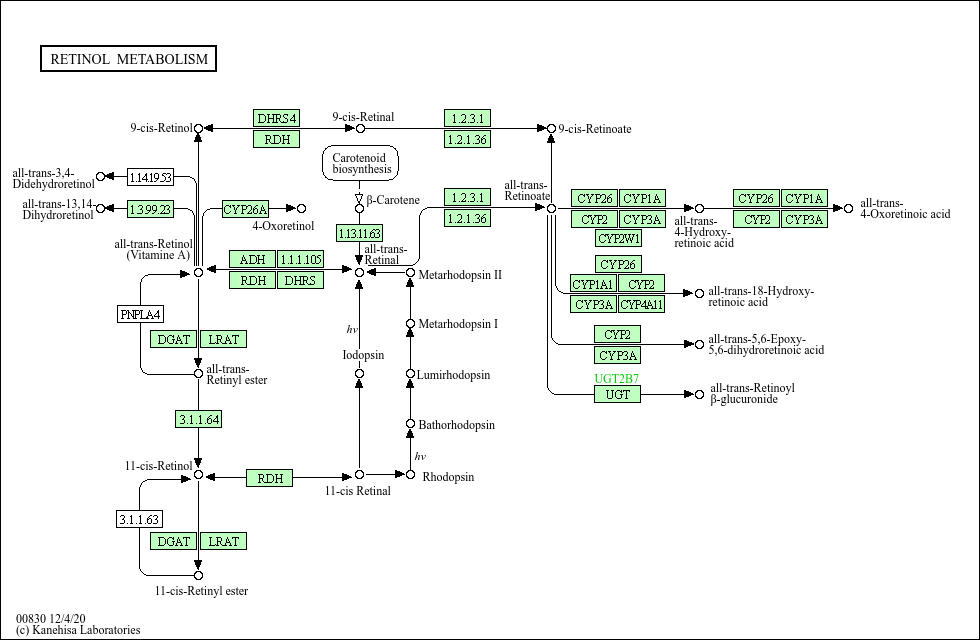 RETINOL METABOLISM
9-cis-Retinol
DHRS4
RDH
9-cis-Retinal
1.2.3.1
1.2.1.36
9-cis-Retinoate
Carotenoid
biosynthesis
all-trans-3,4-
Didehydroretinol
1.14.19.53
all-trans-13,14-
Dihydroretinol
1.3.99.23
CYP26A
4-Oxoretinol
β-Carotene
1.13.11.63
all-trans-
Retinal
1.2.3.1
1.2.1.36
all-trans-
Retinoate
CYP26
CYP1A
CYP2
CYP3A
CYP2W1
all-trans-
4-Hydroxy-
retinoic acid
CYP26
CYP1A
CYP2
CYP3A
all-trans-
4-Oxoretinoic acid
all-trans-Retinol
(Vitamine A)
ADH
1.1.1.105
RDH
DHRS
Metarhodopsin II
CYP26
CYP1A1
CYP2
CYP3A
CYP4A11
all-trans-18-Hydroxy-
retinoic acid
PNPLA4
DGAT
LRAT
hv
Metarhodopsin I
CYP2
CYP3A
all-trans-5,6-Epoxy-
5,6-dihydroretinoic acid
Iodopsin
all-trans-
Retinyl ester
Lumirhodopsin
UGT2B7
UGT
all-trans-Retinoyl
β-glucuronide
3.1.1.64
Bathorhodopsin
hv
11-cis-Retinol
RDH
11-cis Retinal
Rhodopsin
3.1.1.63
DGAT
LRAT
11-cis-Retinyl ester
00830 12/4/20
(c) Kanehisa Laboratories